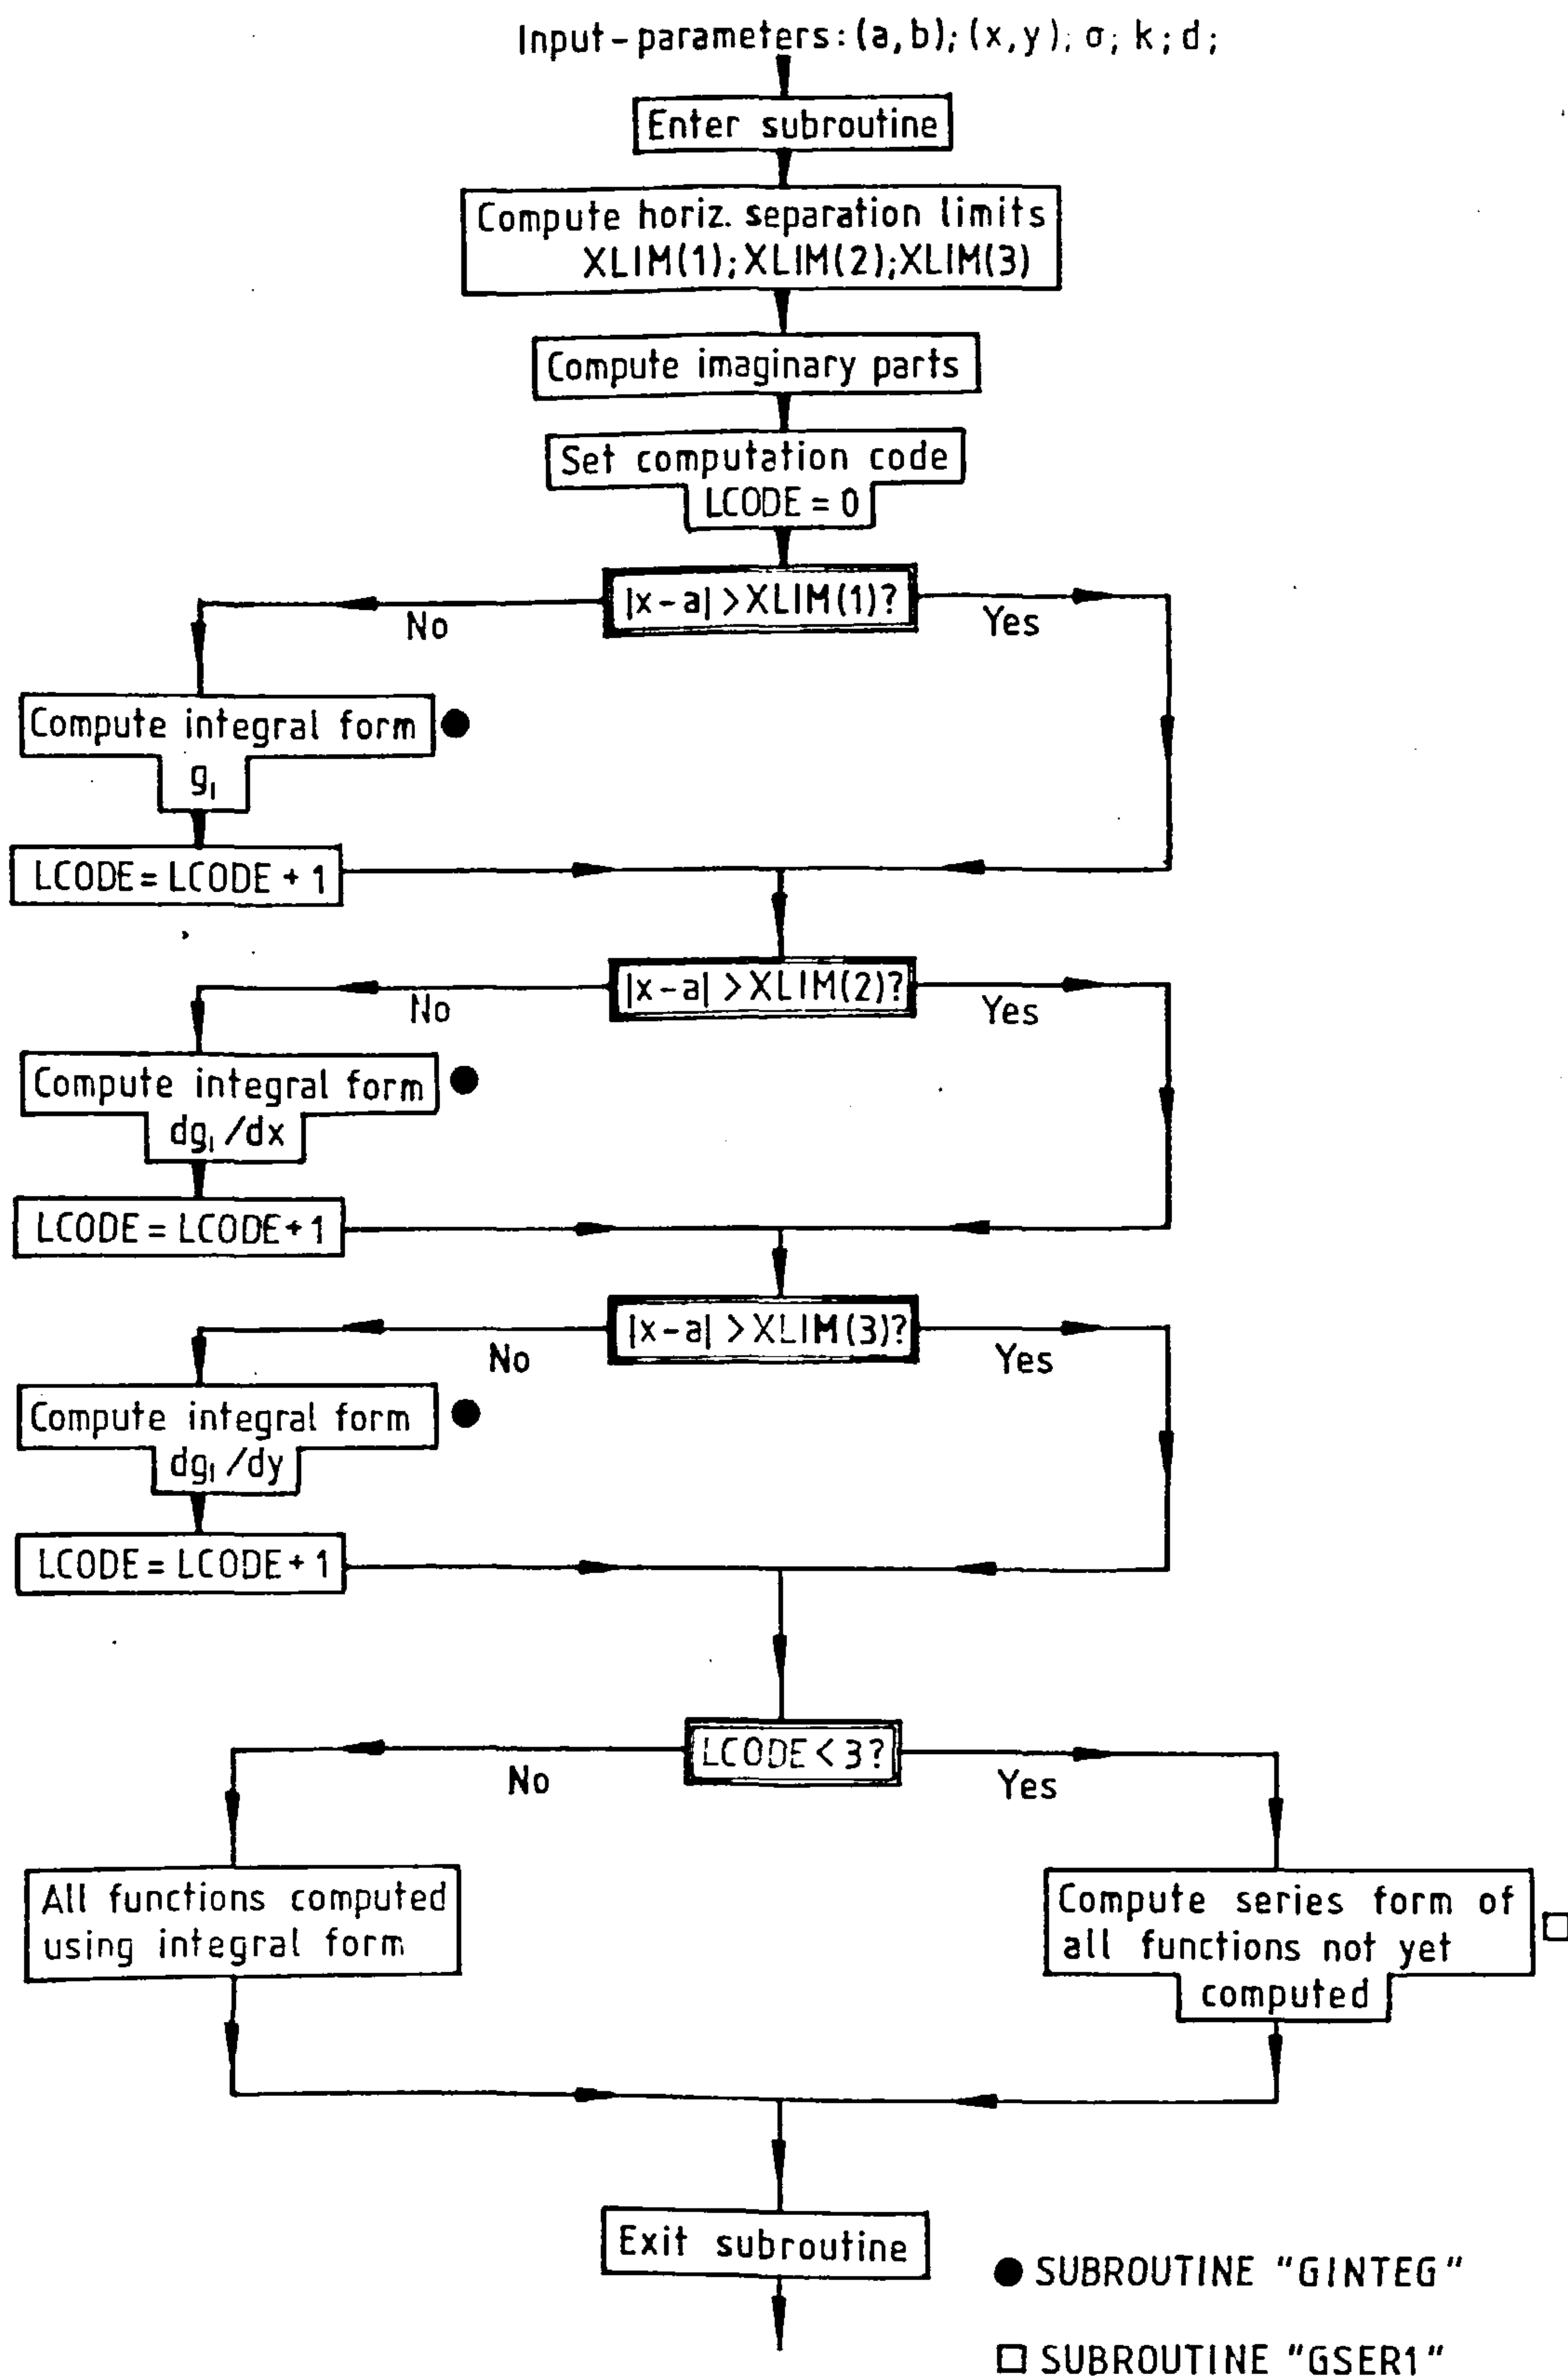 Input-parameters: (a,b); (x,y); σ; k; d;
Enter subroutine
Compute horiz. separation limits
XLIM(1);XLIM(2);XLIM(3)
Compute imaginary parts
Set computation code
LCODE = 0
|x-a| > XLIM(1)?
No
Yes
Compute integral form
g₁
LCODE = LCODE + 1
|x-a| > XLIM(2)?
No
Yes
Compute integral form
dg₁/dx
LCODE = LCODE + 1
|x-a| > XLIM(3)?
No
Yes
Compute integral form
dg₁/dy
LCODE = LCODE + 1
LCODE < 3?
No
Yes
All functions computed
using integral form
Compute series form of
all functions not yet
computed
Exit subroutine
● SUBROUTINE "GINTEG"
□ SUBROUTINE "GSER1"